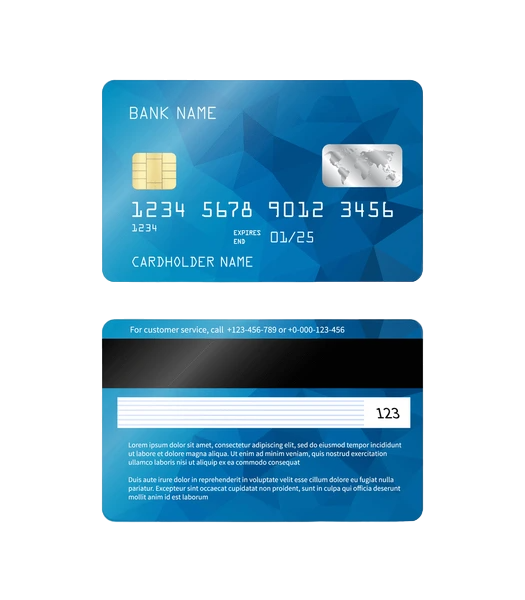 BANK NAME
1234 5678 9012 3456
1234
EXPIRES END 01/25
CARDHOLDER NAME
For customer service, call +123-456-789 or +0-000-123-456
123
Lorem ipsum dolor sit amet, consectetur adipiscing elit, sed do eiusmod tempor incididunt
ut labore et dolore magna aliqua. Ut enim ad minim veniam, quis nostrud exercitation
ullamco laboris nisi ut aliquip ex ea commodo consequat
Duis aute irure dolor in reprehenderit in voluptate velit esse cillum dolore eu fugiat nulla
pariatur. Excepteur sint occaecat cupidatat non proident, sunt in culpa qui officia deserunt
mollit anim id est laborum